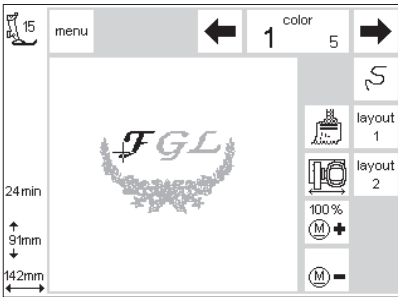 15
menu
color
1 5
layout
1
layout
2
FGL
24min
91mm
142mm
100%
M +
M -